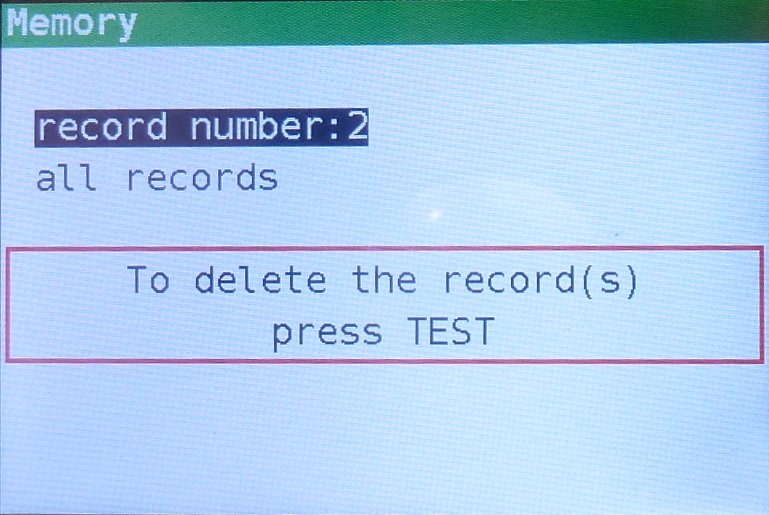 Memory
record number:2
all records
To delete the record(s)
press TEST